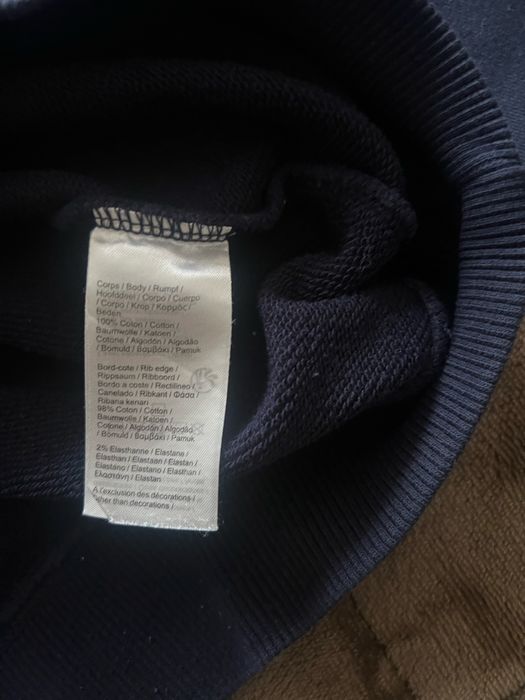 Corps / Body / Rumpf /
Hoofddeel / Corpo / Cuerpo
/ Corpo / Krop / Κορμός /
Beden
100% Coton / Cotton /
Baumwolle / Katoen /
Cotone / Algodón / Algodão
/ Bomuld / Βαμβάκι / Pamuk
Bord-cote / Rib edge /
Rippsaum / Ribboord /
Bordo a coste / Rectilíneo /
Canelado / Ribkant / Φάσα /
Ribana kenarı
98% Coton / Cotton /
Baumwolle / Katoen /
Cotone / Algodón / Algodão
/ Bomuld / Βαμβάκι / Pamuk
2% Elasthanne / Elastane /
Elasthan / Elastaan / Elastan /
Elastáno / Elastano / Elasthan /
Ελαστάνη / Elastan
A l'exclusion des décorations /
other than decorations /